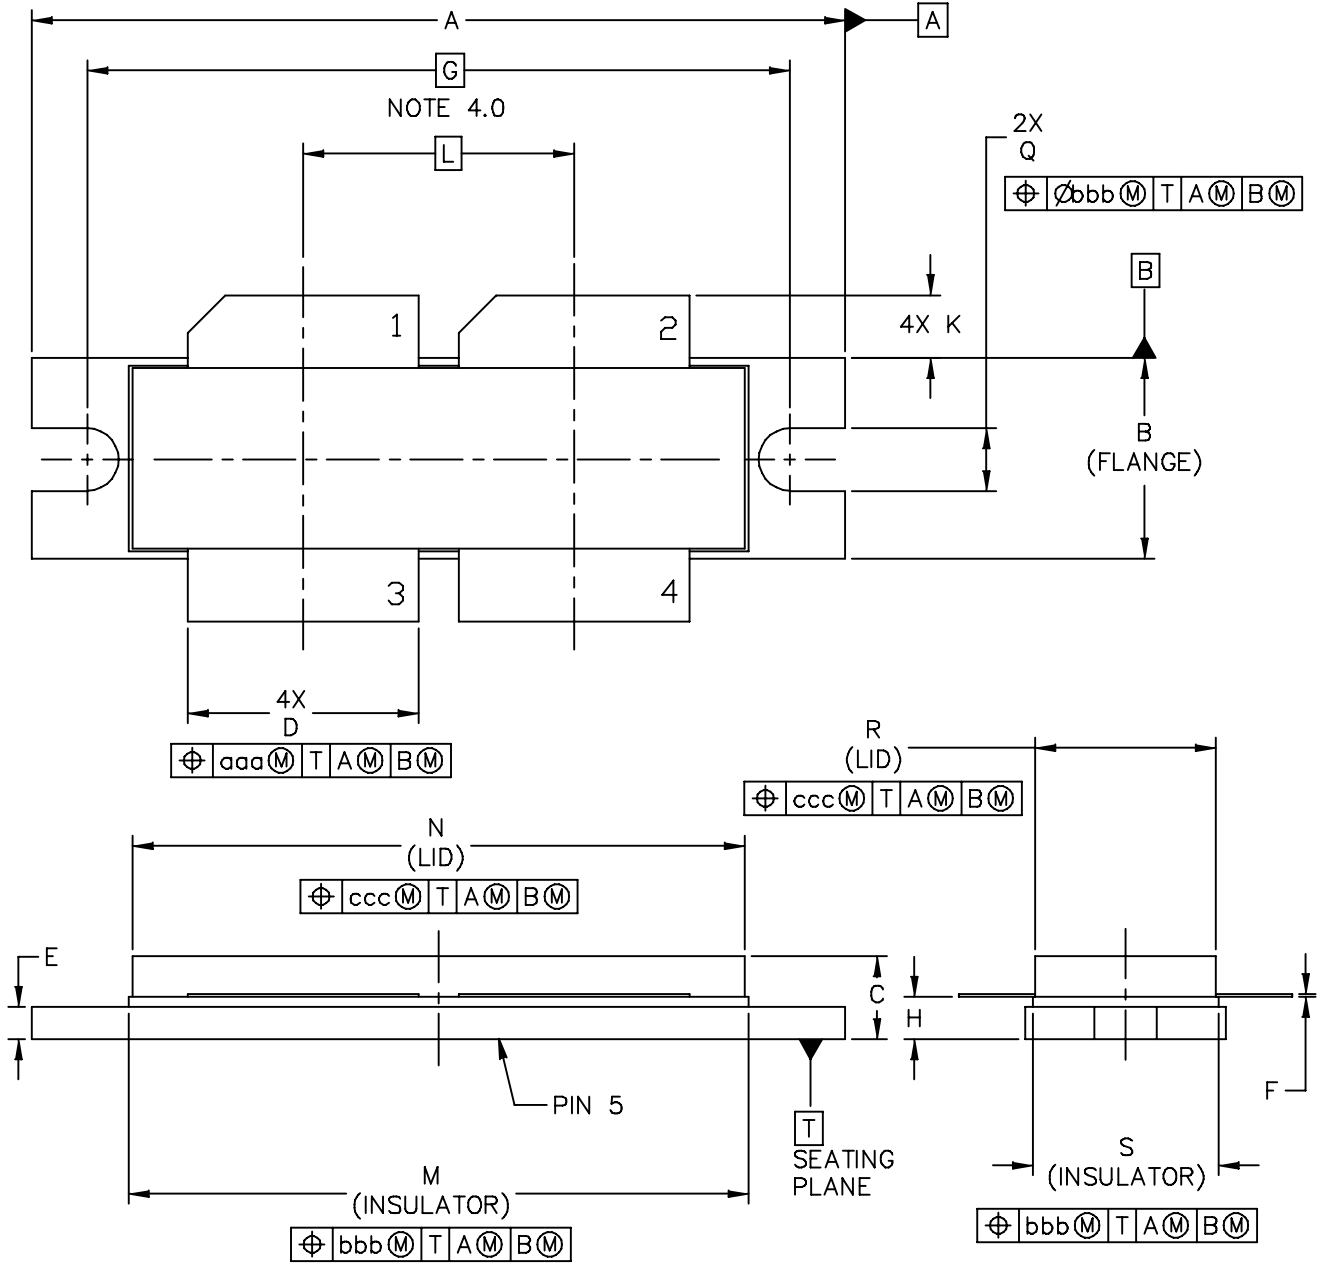 A
A
G
NOTE 4.0
L
2X
Q
⌖ Øbbb Ⓜ T A Ⓜ B Ⓜ
B
4X K
1
2
B
(FLANGE)
3
4
4X
D
⌖ aaa Ⓜ T A Ⓜ B Ⓜ
R
(LID)
⌖ ccc Ⓜ T A Ⓜ B Ⓜ
N
(LID)
⌖ ccc Ⓜ T A Ⓜ B Ⓜ
E
C
H
F
PIN 5
T
SEATING
PLANE
M
(INSULATOR)
⌖ bbb Ⓜ T A Ⓜ B Ⓜ
S
(INSULATOR)
⌖ bbb Ⓜ T A Ⓜ B Ⓜ